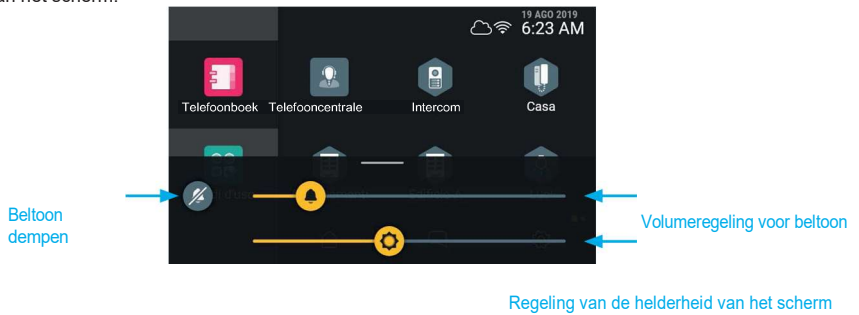 an het scherm.
19 AGO 2019
6:23 AM
Telefoonboek Telefooncentrale Intercom Casa
Beltoon
dempen
Volumeregeling voor beltoon
Regeling van de helderheid van het scherm